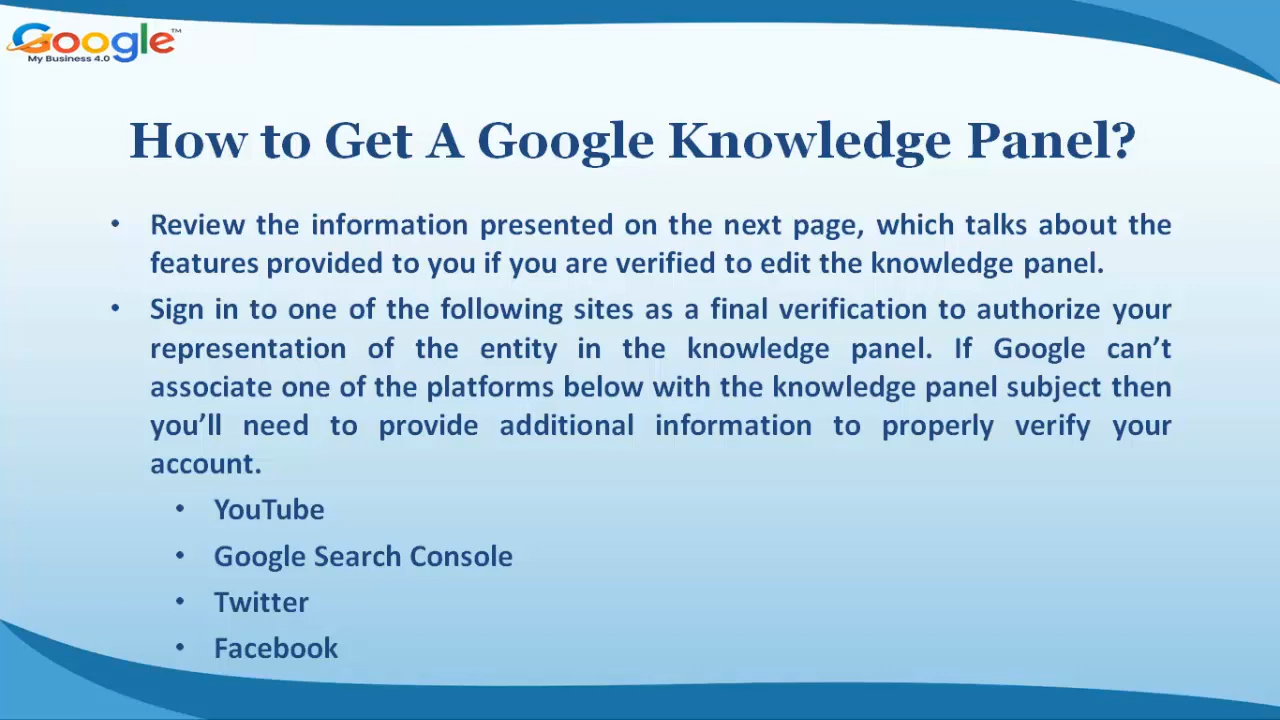 Google™
My Business 4.0
How to Get A Google Knowledge Panel?
• Review the information presented on the next page, which talks about the
features provided to you if you are verified to edit the knowledge panel.
• Sign in to one of the following sites as a final verification to authorize your
representation of the entity in the knowledge panel. If Google can’t
associate one of the platforms below with the knowledge panel subject then
you’ll need to provide additional information to properly verify your
account.
• YouTube
• Google Search Console
• Twitter
• Facebook